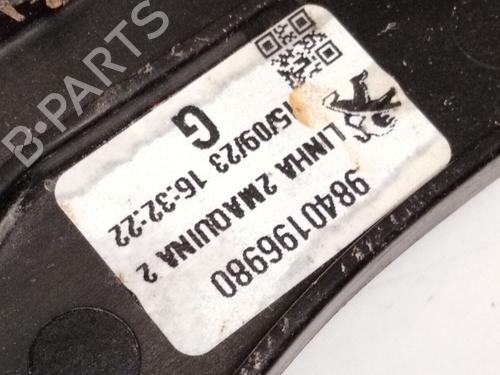 B-PARTS
G
15/09/23 16:32:22
LINHA 2MAQUINA 2
9840196980